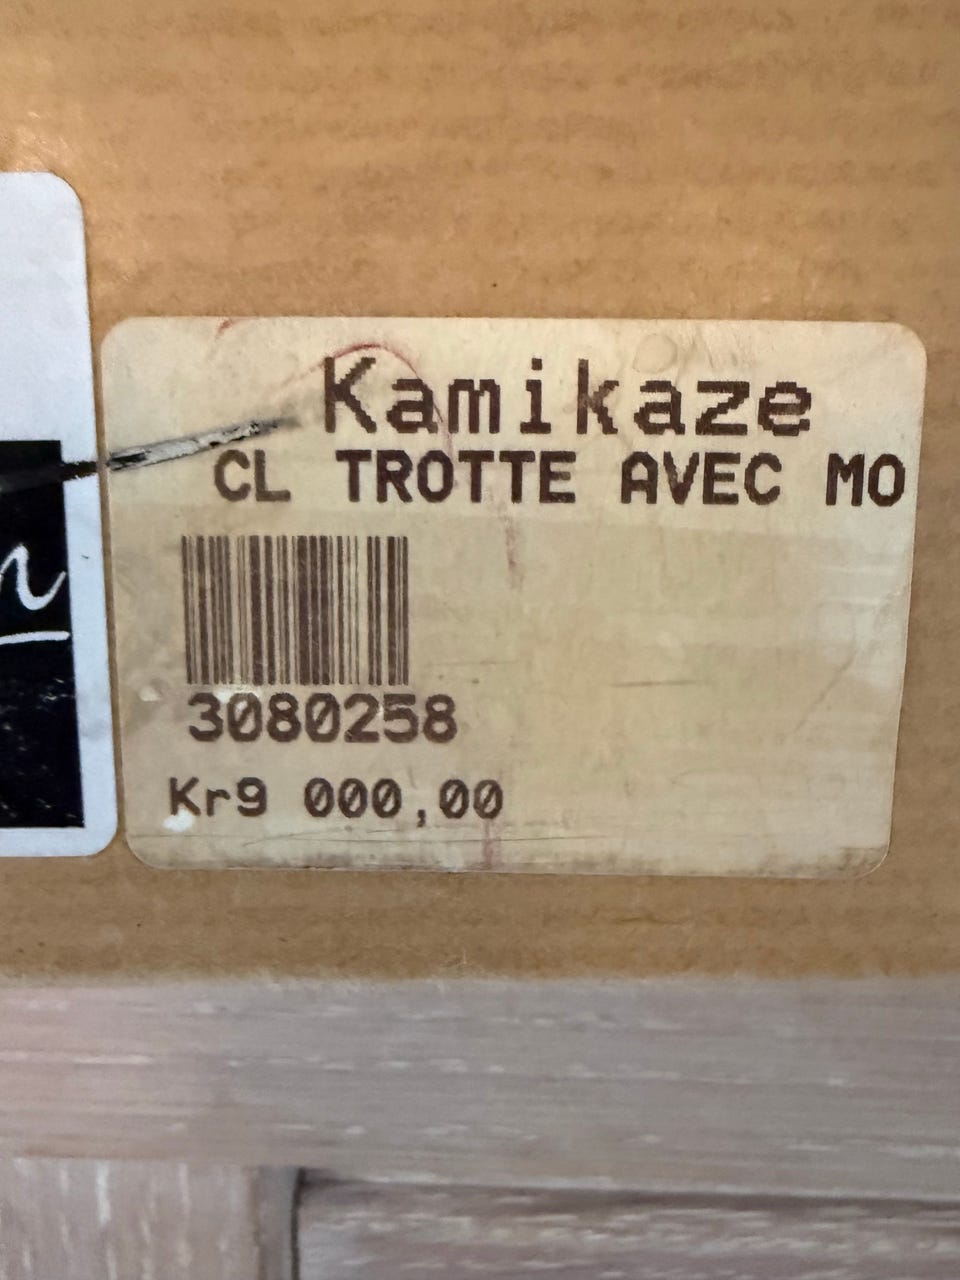 Kamikaze
CL TROTTE AVEC MO
3080258
Kr9 000,00